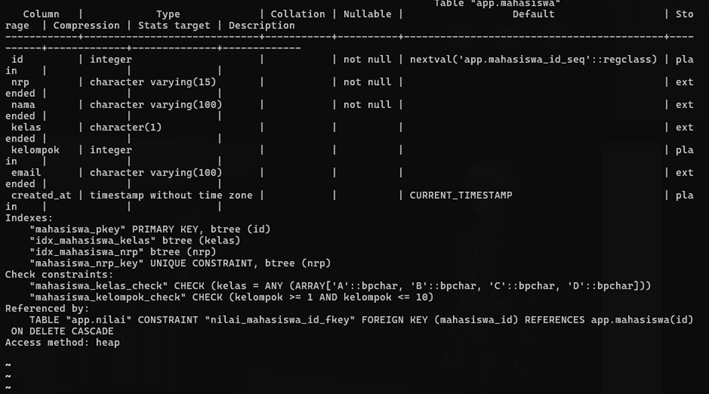 Table "app.mahasiswa"
Column | Type | Collation | Nullable | Default | Sto
rage | Compression | Stats target | Description
------------+-----------------------------+-----------+----------+--------------------------------------------+----
-------+-------------+--------------+-------------
id | integer | | not null | nextval('app.mahasiswa_id_seq'::regclass) | pla
in | | |
nrp | character varying(15) | | not null | | ext
ended | | |
nama | character varying(100) | | not null | | ext
ended | | |
kelas | character(1) | | | | ext
ended | | |
kelompok | integer | | | | pla
in | | |
email | character varying(100) | | | | ext
ended | | |
created_at | timestamp without time zone | | | CURRENT_TIMESTAMP | pla
in | | |
Indexes:
"mahasiswa_pkey" PRIMARY KEY, btree (id)
"idx_mahasiswa_kelas" btree (kelas)
"idx_mahasiswa_nrp" btree (nrp)
"mahasiswa_nrp_key" UNIQUE CONSTRAINT, btree (nrp)
Check constraints:
"mahasiswa_kelas_check" CHECK (kelas = ANY (ARRAY['A'::bpchar, 'B'::bpchar, 'C'::bpchar, 'D'::bpchar]))
"mahasiswa_kelompok_check" CHECK (kelompok >= 1 AND kelompok <= 10)
Referenced by:
TABLE "app.nilai" CONSTRAINT "nilai_mahasiswa_id_fkey" FOREIGN KEY (mahasiswa_id) REFERENCES app.mahasiswa(id)
ON DELETE CASCADE
Access method: heap
~
~
~